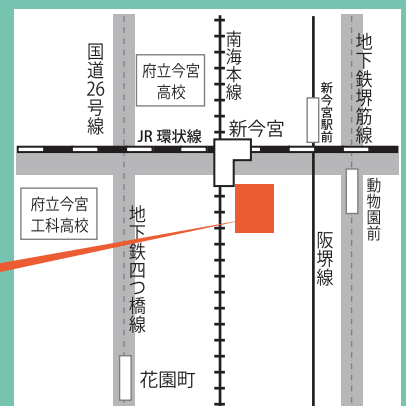 国道26号線
府立今宮
高校
南海本線
新今宮駅前
地下鉄堺筋線
JR 環状線
新今宮
府立今宮
工科高校
地下鉄四つ橋線
阪堺線
動物園前
花園町